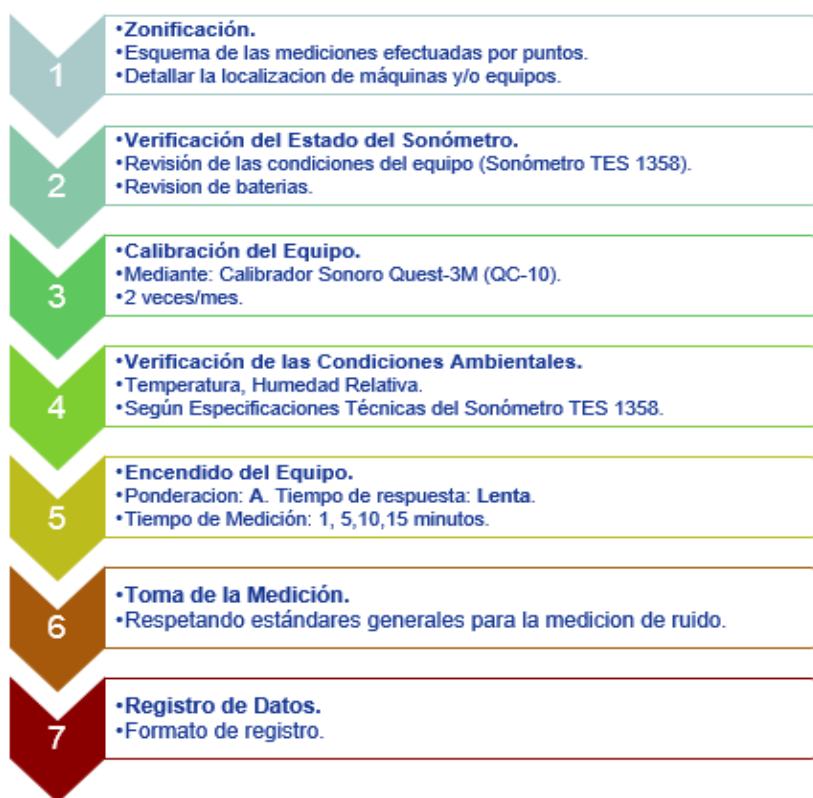 1
•Zonificación.
•Esquema de las mediciones efectuadas por puntos.
•Detallar la localizacion de máquinas y/o equipos.
2
•Verificación del Estado del Sonómetro.
•Revisión de las condiciones del equipo (Sonómetro TES 1358).
•Revision de baterias.
3
•Calibración del Equipo.
•Mediante: Calibrador Sonoro Quest-3M (QC-10).
•2 veces/mes.
4
•Verificación de las Condiciones Ambientales.
•Temperatura, Humedad Relativa.
•Según Especificaciones Técnicas del Sonómetro TES 1358.
5
•Encendido del Equipo.
•Ponderacion: A. Tiempo de respuesta: Lenta.
•Tiempo de Medición: 1, 5,10,15 minutos.
6
•Toma de la Medición.
•Respetando estándares generales para la medicion de ruido.
7
•Registro de Datos.
•Formato de registro.